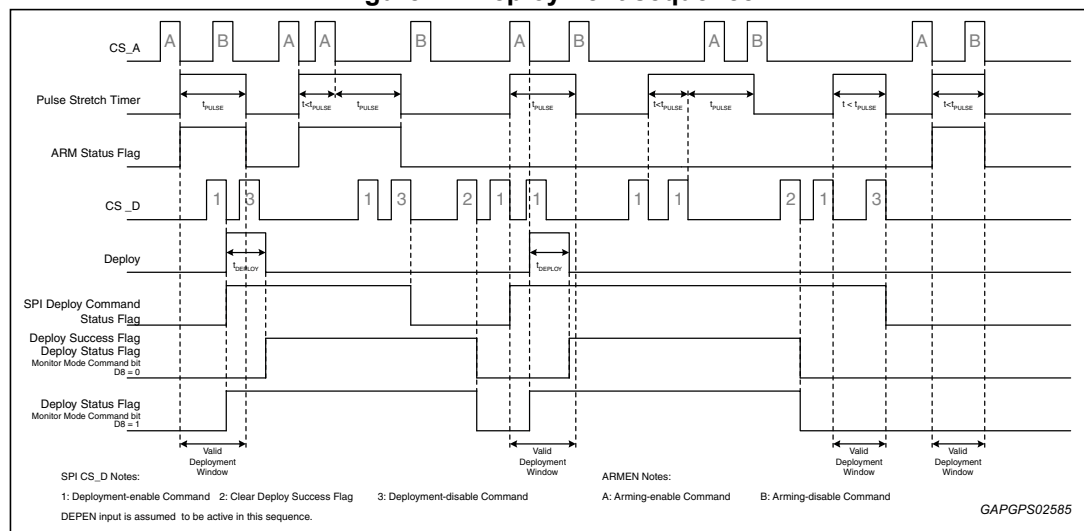 Figure Deployment sequence
CS_A A B A A B A B A B A B
Pulse Stretch Timer tPULSE t<tPULSE tPULSE tPULSE t<tPULSE tPULSE t < tPULSE t<tPULSE
ARM Status Flag
CS _D 1 3 1 3 2 1 1 1 1 2 1 3
Deploy tDEPLOY tDEPLOY
SPI Deploy Command
Status Flag
Deploy Success Flag
Deploy Status Flag
Monitor Mode Command bit
D8 = 0
Deploy Status Flag
Monitor Mode Command bit
D8 = 1
Valid
Deployment
Window
Valid
Deployment
Window
Valid
Deployment
Window
Valid
Deployment
Window
SPI CS_D Notes:
1: Deployment-enable Command 2: Clear Deploy Success Flag 3: Deployment-disable Command
DEPEN input is assumed to be active in this sequence.
ARMEN Notes:
A: Arming-enable Command B: Arming-disable Command
GAPGPS02585